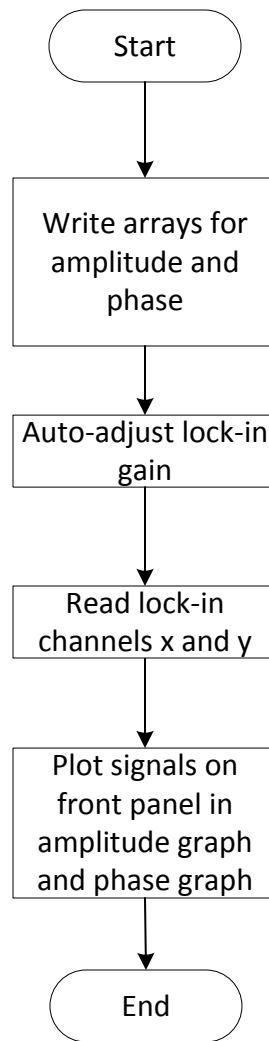 Start
Write arrays for
amplitude and
phase
Auto-adjust lock-in
gain
Read lock-in
channels x and y
Plot signals on
front panel in
amplitude graph
and phase graph
End